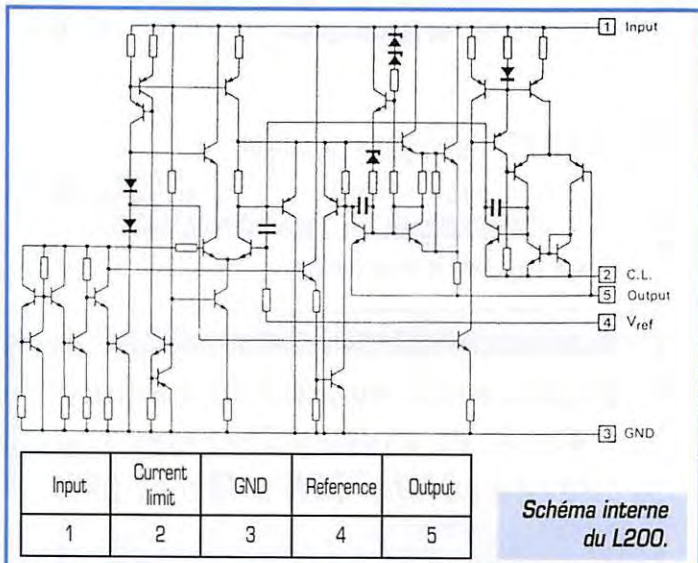 1 Input
2 C.L.
5 Output
4 Vref
3 GND
Input Current limit GND Reference Output
1 2 3 4 5
Schéma interne
du L200.